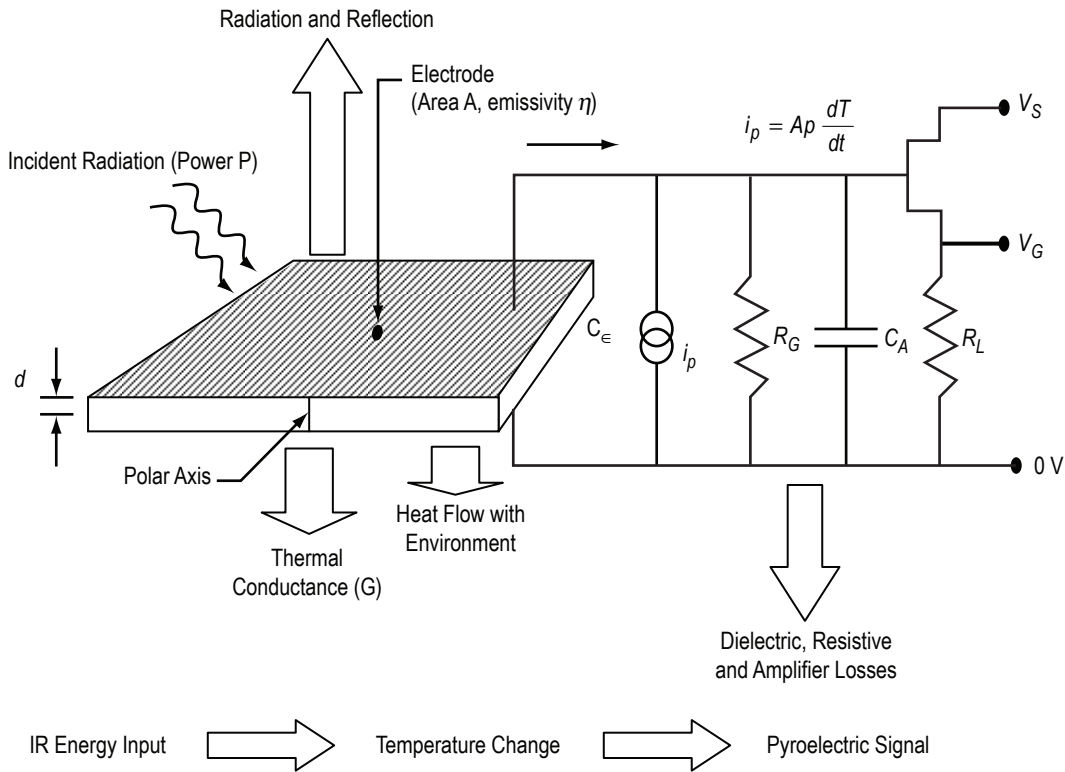 Radiation and Reflection
Electrode
(Area A, emissivity η)
Incident Radiation (Power P)
i_p = Ap dT/dt
V_S
V_G
C_∈
i_p
R_G
C_A
R_L
d
Polar Axis
0 V
Heat Flow with
Environment
Thermal
Conductance (G)
Dielectric, Resistive
and Amplifier Losses
IR Energy Input
Temperature Change
Pyroelectric Signal